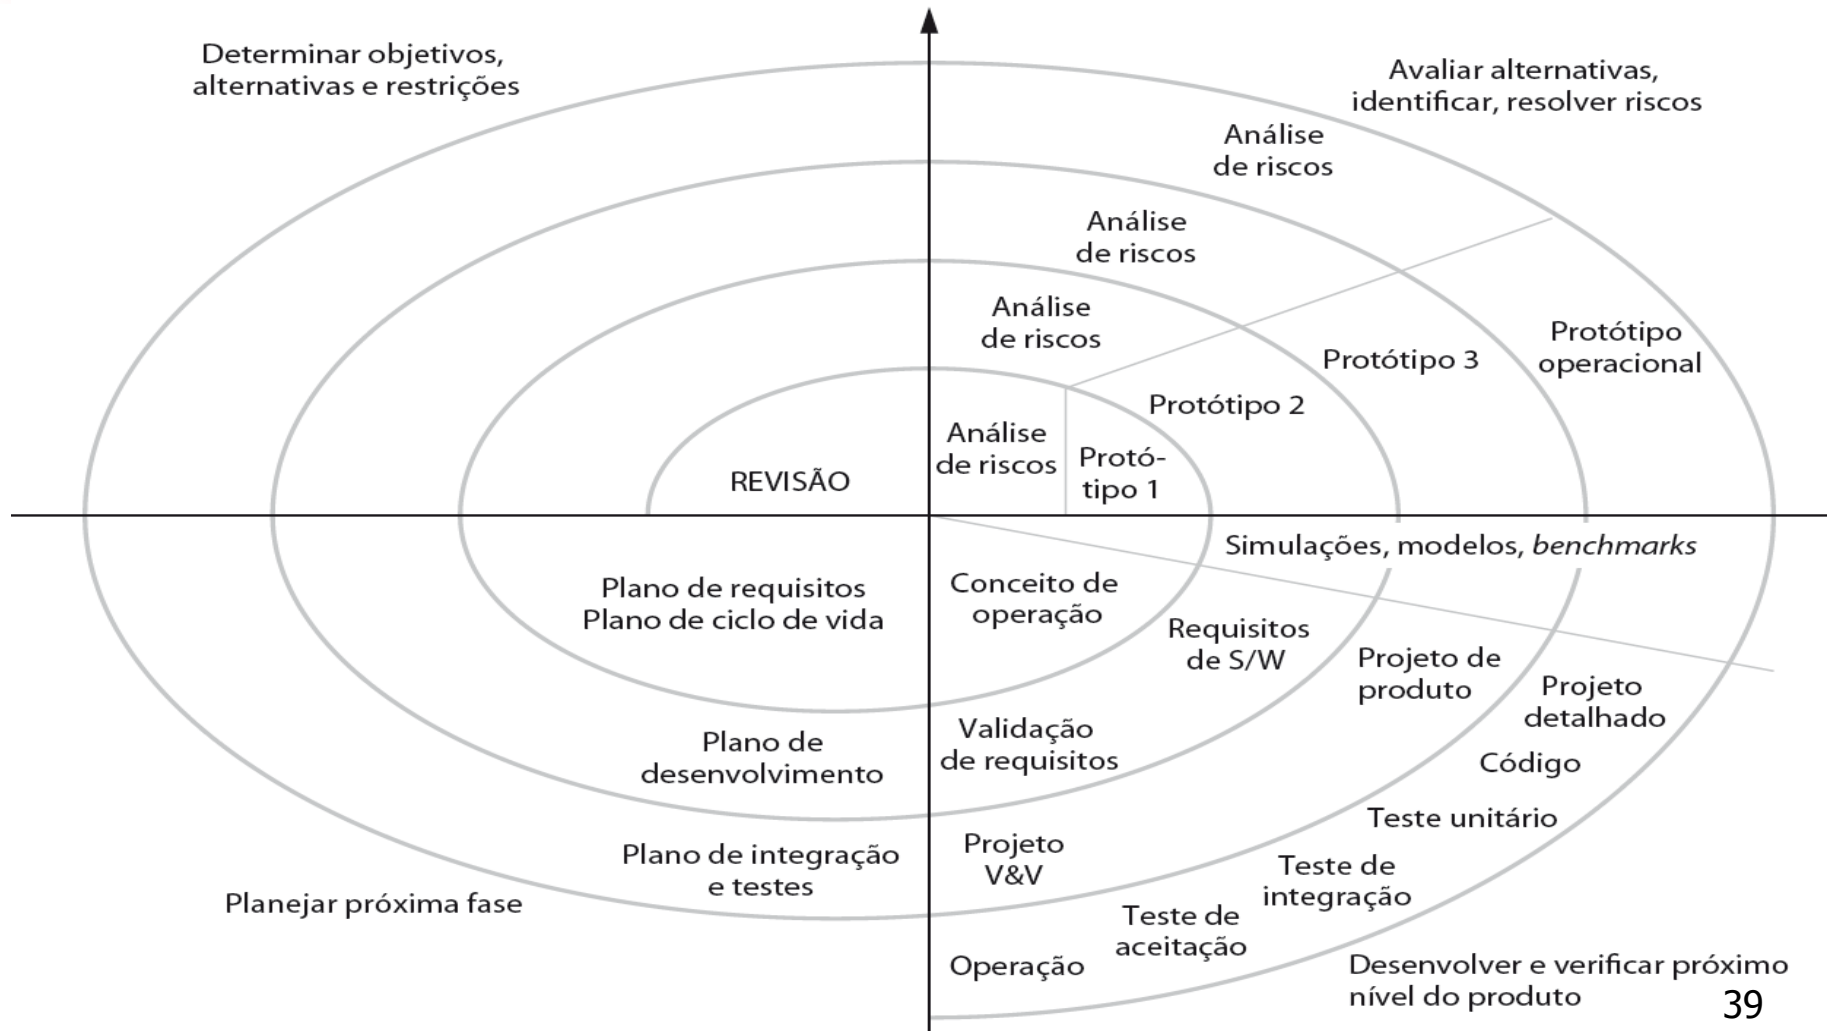 Determinar objetivos,
alternativas e restrições
Avaliar alternativas,
identificar, resolver riscos
Análise
de riscos
Análise
de riscos
Análise
de riscos
Protótipo
operacional
Protótipo 3
Protótipo 2
Análise
de riscos
Protó-
tipo 1
REVISÃO
Simulações, modelos, benchmarks
Plano de requisitos
Plano de ciclo de vida
Conceito de
operação
Requisitos
de S/W
Projeto de
produto
Projeto
detalhado
Plano de
desenvolvimento
Validação
de requisitos
Código
Teste unitário
Plano de integração
e testes
Projeto
V&V
Teste de
integração
Planejar próxima fase
Teste de
aceitação
Operação
Desenvolver e verificar próximo
nível do produto
39